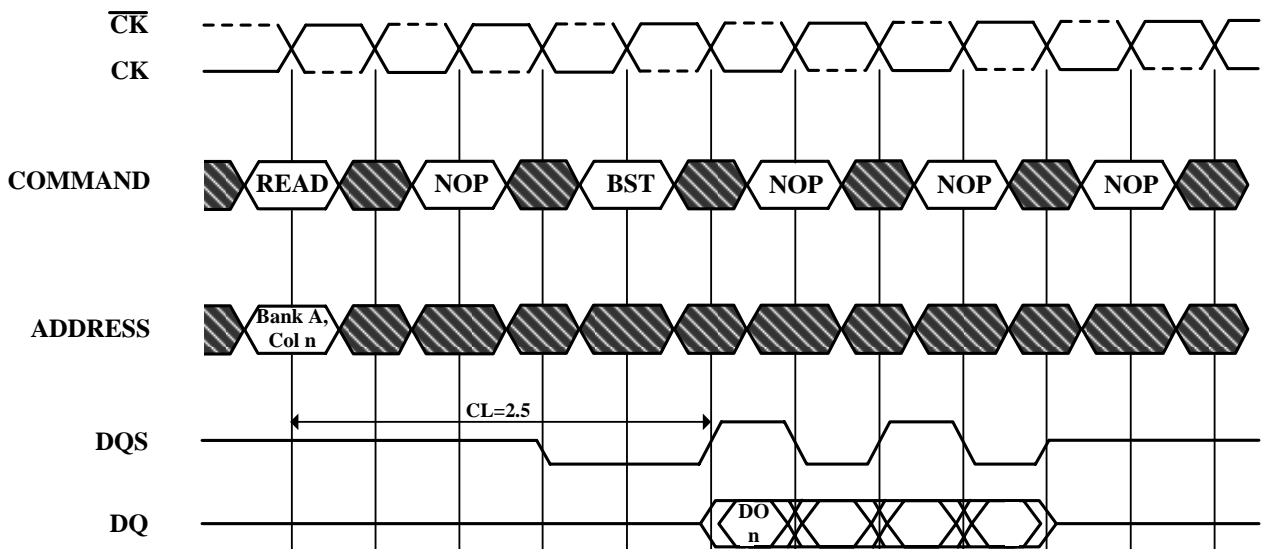 CK
CK
COMMAND
READ
NOP
BST
NOP
NOP
NOP
ADDRESS
Bank A,
Col n
CL=2.5
DQS
DQ
DO
n